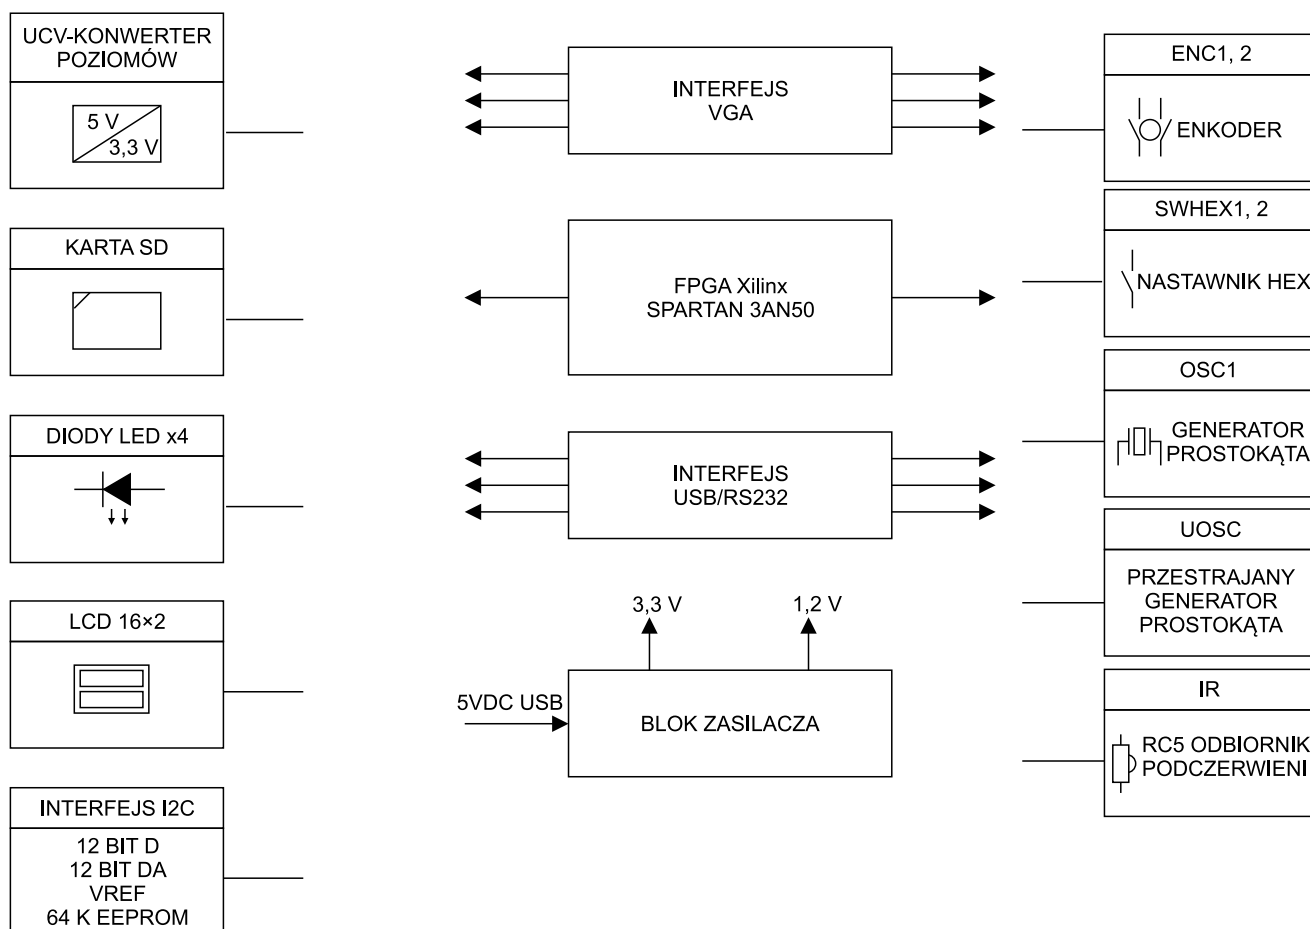 UCV-KONWERTER
POZIOMÓW
5 V
3,3 V
KARTA SD
DIODY LED x4
LCD 16×2
INTERFEJS I2C
12 BIT D
12 BIT DA
VREF
64 K EEPROM
INTERFEJS
VGA
FPGA Xilinx
SPARTAN 3AN50
INTERFEJS
USB/RS232
3,3 V
1,2 V
5VDC USB
BLOK ZASILACZA
ENC1, 2
ENKODER
SWHEX1, 2
NASTAWNIK HEX
OSC1
GENERATOR
PROSTOKĄTA
UOSC
PRZESTRAJANY
GENERATOR
PROSTOKĄTA
IR
RC5 ODBIORNIK
PODCZERWIENI